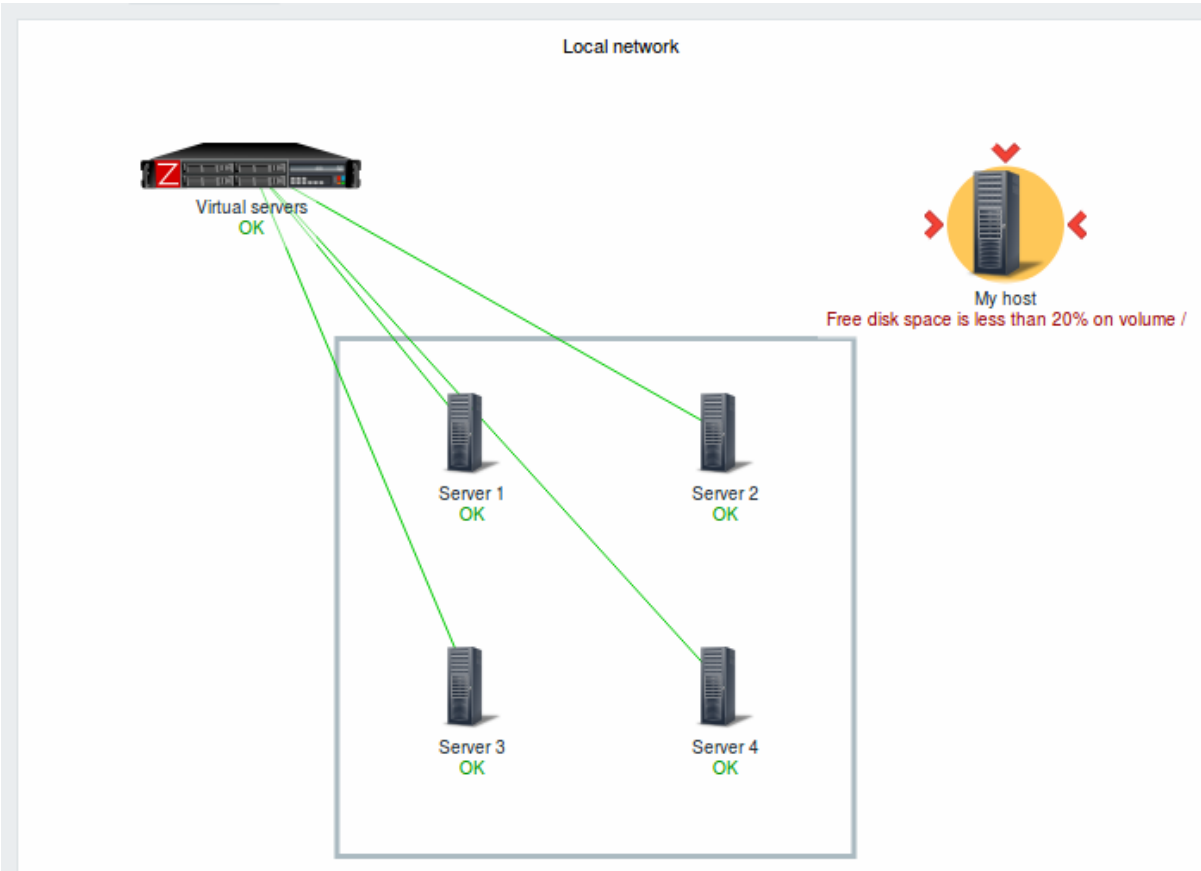 Local network
Z
Virtual servers
OK
My host
Free disk space is less than 20% on volume /
Server 1
OK
Server 2
OK
Server 3
OK
Server 4
OK